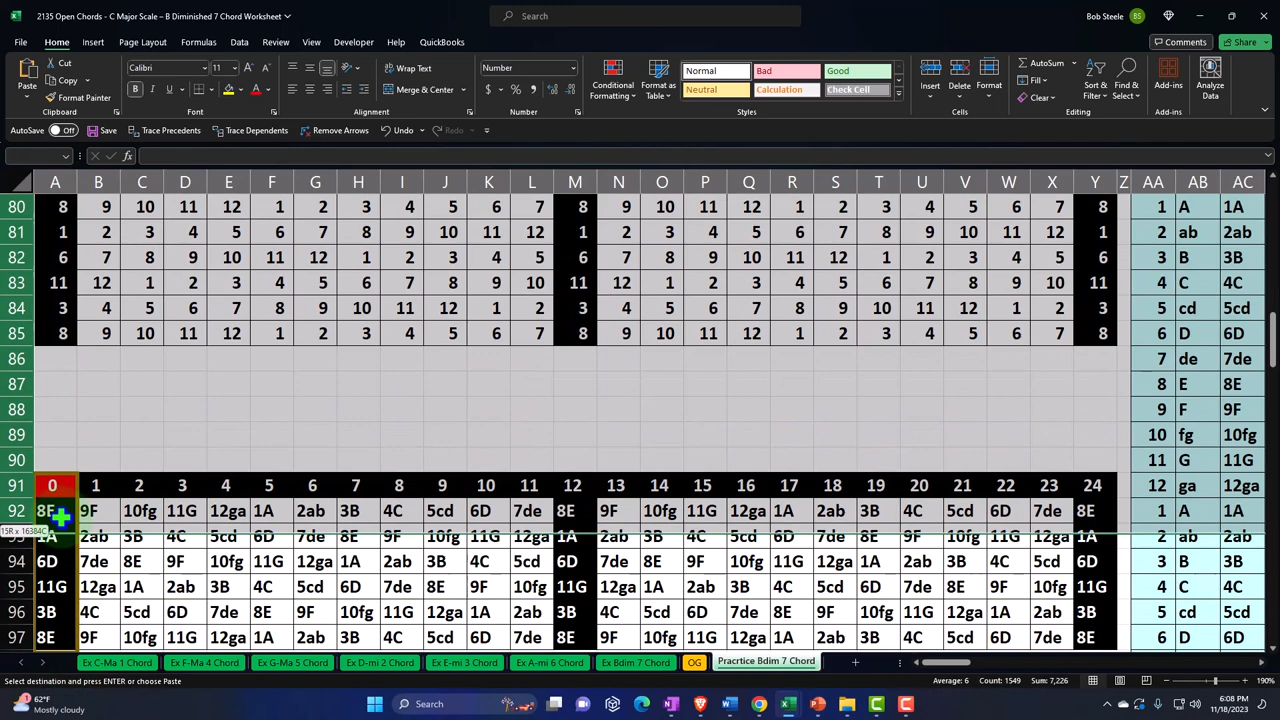 2135 Open Chords - C Major Scale – B Diminished 7 Chord Worksheet
Search
Bob Steele BS
File Home Insert Page Layout Formulas Data Review View Developer Help QuickBooks
Comments Share
Cut Calibri 11 Wrap Text Number Normal Bad Good AutoSum
Copy Fill
Paste Format Painter B I U A Merge & Center $ % Neutral Calculation Check Cell Clear
Conditional Formatting Format as Table Insert Delete Format Sort & Filter Find & Select Add-ins Analyze Data
Clipboard Font Alignment Number Styles Cells Editing Add-ins
AutoSave Off Save Trace Precedents Trace Dependents Remove Arrows Undo
fx
A B C D E F G H I J K L M N O P Q R S T U V W X Y Z AA AB AC
80 8 9 10 11 12 1 2 3 4 5 6 7 8 9 10 11 12 1 2 3 4 5 6 7 8 1 A 1A
81 1 2 3 4 5 6 7 8 9 10 11 12 1 2 3 4 5 6 7 8 9 10 11 12 1 2 ab 2ab
82 6 7 8 9 10 11 12 1 2 3 4 5 6 7 8 9 10 11 12 1 2 3 4 5 6 3 B 3B
83 11 12 1 2 3 4 5 6 7 8 9 10 11 12 1 2 3 4 5 6 7 8 9 10 11 4 C 4C
84 3 4 5 6 7 8 9 10 11 12 1 2 3 4 5 6 7 8 9 10 11 12 1 2 3 5 cd 5cd
85 8 9 10 11 12 1 2 3 4 5 6 7 8 9 10 11 12 1 2 3 4 5 6 7 8 6 D 6D
86 7 de 7de
87 8 E 8E
88 9 F 9F
89 10 fg 10fg
90 11 G 11G
91 0 1 2 3 4 5 6 7 8 9 10 11 12 13 14 15 16 17 18 19 20 21 22 23 24 12 ga 12ga
92 8E 9F 10fg 11G 12ga 1A 2ab 3B 4C 5cd 6D 7de 8E 9F 10fg 11G 12ga 1A 2ab 3B 4C 5cd 6D 7de 8E 1 A 1A
15R x 16384C
93 1A 2ab 3B 4C 5cd 6D 7de 8E 9F 10fg 11G 12ga 1A 2ab 3B 4C 5cd 6D 7de 8E 9F 10fg 11G 12ga 1A 2 ab 2ab
94 6D 7de 8E 9F 10fg 11G 12ga 1A 2ab 3B 4C 5cd 6D 7de 8E 9F 10fg 11G 12ga 1A 2ab 3B 4C 5cd 6D 3 B 3B
95 11G 12ga 1A 2ab 3B 4C 5cd 6D 7de 8E 9F 10fg 11G 12ga 1A 2ab 3B 4C 5cd 6D 7de 8E 9F 10fg 11G 4 C 4C
96 3B 4C 5cd 6D 7de 8E 9F 10fg 11G 12ga 1A 2ab 3B 4C 5cd 6D 7de 8E 9F 10fg 11G 12ga 1A 2ab 3B 5 cd 5cd
97 8E 9F 10fg 11G 12ga 1A 2ab 3B 4C 5cd 6D 7de 8E 9F 10fg 11G 12ga 1A 2ab 3B 4C 5cd 6D 7de 8E 6 D 6D
Ex C-Ma 1 Chord Ex F-Ma 4 Chord Ex G-Ma 5 Chord Ex D-mi 2 Chord Ex E-mi 3 Chord Ex A-mi 6 Chord Ex Bdim 7 Chord OG Pracrtice Bdim 7 Chord
Select destination and press ENTER or choose Paste Average: 6 Count: 1549 Sum: 7,226 190%
62°F Search 6:08 PM
Mostly cloudy 11/18/2023